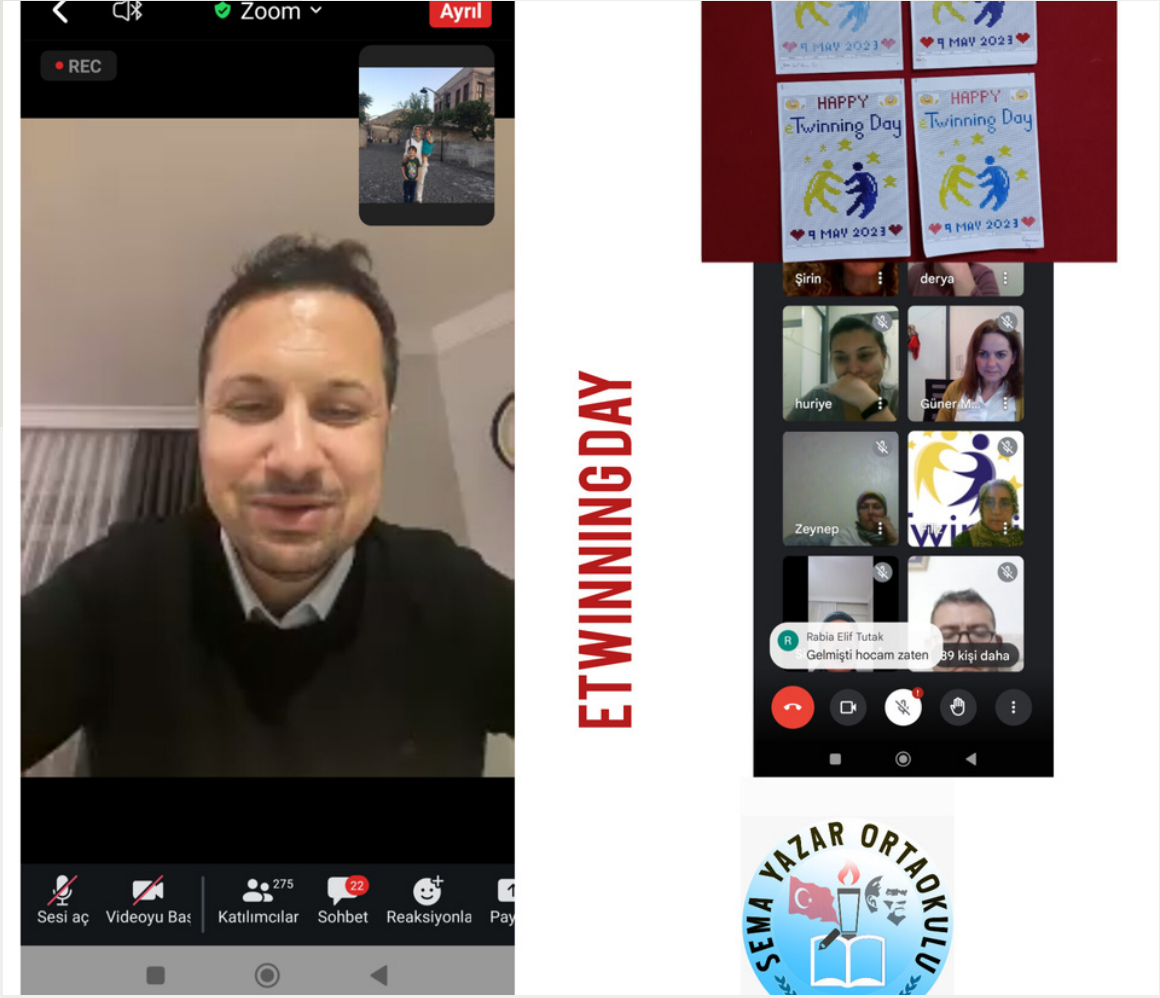 Zoom
Ayrıl
REC
Sesi aç
Videoyu Baş
275
Katılımcılar
22
Sohbet
Reaksiyonla
Pay
ETWINNINGDAY
9 MAY 2023
9 MAY 2023
HAPPY
eTwinning Day
9 MAY 2023
HAPPY
eTwinning Day
9 MAY 2023
Şirin
derya
huriye
Güner M...
Zeynep
Rabia Elif Tutak
Gelmişti hocam zaten
89 kişi daha
SEMA YAZAR ORTAOKULU